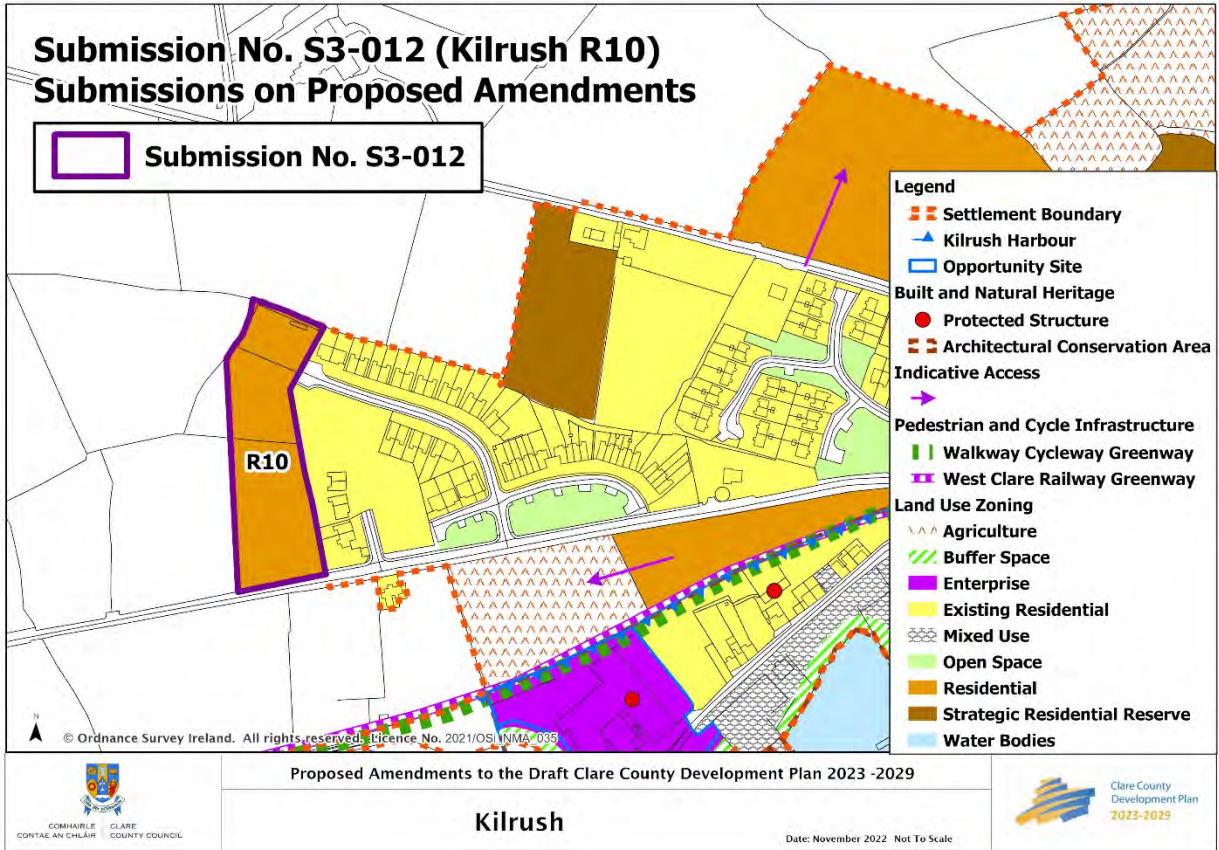 Submission No. S3-012 (Kilrush R10)
Submissions on Proposed Amendments
Submission No. S3-012
R10
Legend
Settlement Boundary
Kilrush Harbour
Opportunity Site
Built and Natural Heritage
Protected Structure
Architectural Conservation Area
Indicative Access
Pedestrian and Cycle Infrastructure
Walkway Cycleway Greenway
West Clare Railway Greenway
Land Use Zoning
Agriculture
Buffer Space
Enterprise
Existing Residential
Mixed Use
Open Space
Residential
Strategic Residential Reserve
Water Bodies
N
© Ordnance Survey Ireland. All rights reserved. Licence No. 2021/OSi_NMA_035
COMHAIRLE CONTAE AN CHLÁIR
CLARE COUNTY COUNCIL
Proposed Amendments to the Draft Clare County Development Plan 2023 -2029
Kilrush
Date: November 2022 Not To Scale
Clare County
Development Plan
2023-2029